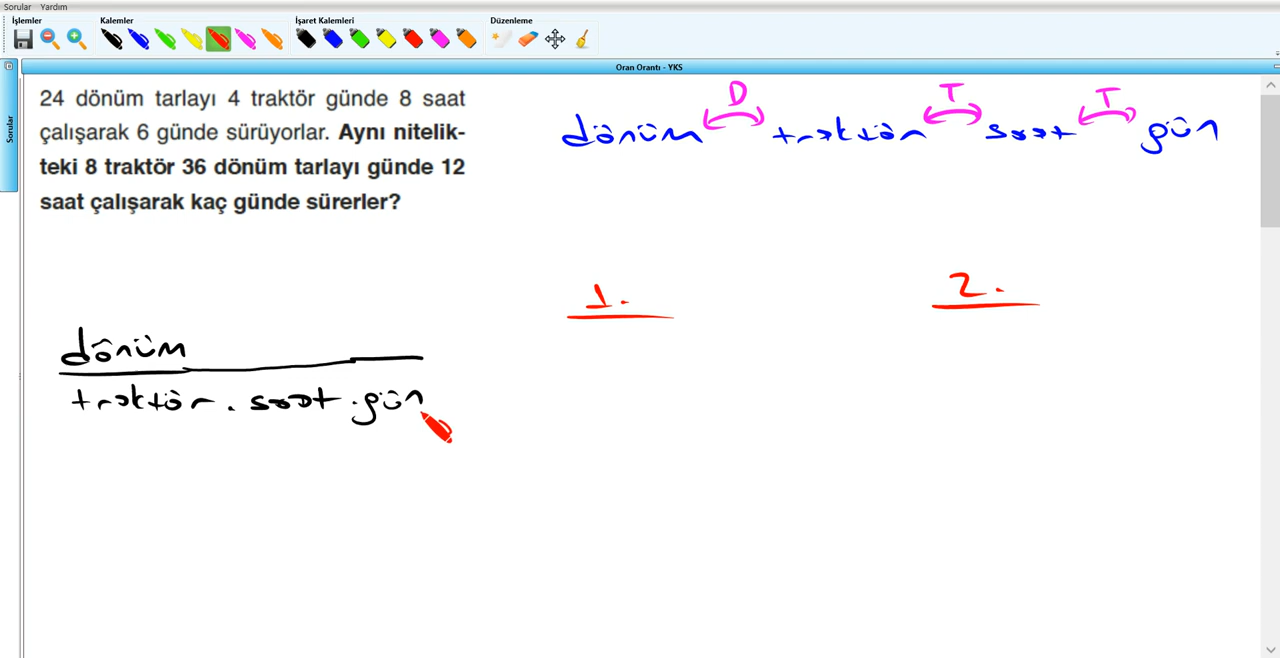 Sorular Yardım
İşlemler Kalemler İşaret Kalemleri Düzenleme
Oran Orantı - YKS
Sorular
24 dönüm tarlayı 4 traktör günde 8 saat
çalışarak 6 günde sürüyorlar. Aynı nitelik-
teki 8 traktör 36 dönüm tarlayı günde 12
saat çalışarak kaç günde sürerler?
D T T
dönüm traktör saat gün
1. 2.
dönüm
traktör . saat . gün